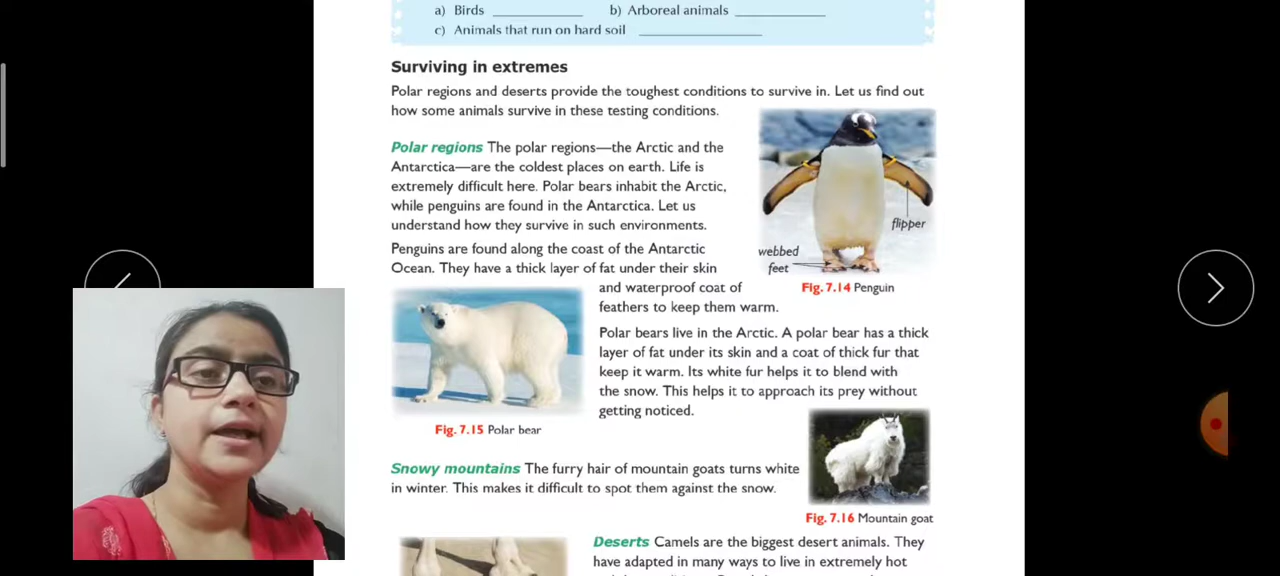 a) Birds ____________ b) Arboreal animals ____________
c) Animals that run on hard soil ________________
Surviving in extremes
Polar regions and deserts provide the toughest conditions to survive in. Let us find out
how some animals survive in these testing conditions.
Polar regions The polar regions—the Arctic and the
Antarctica—are the coldest places on earth. Life is
extremely difficult here. Polar bears inhabit the Arctic,
while penguins are found in the Antarctica. Let us
understand how they survive in such environments.
flipper
webbed
feet
Fig. 7.14 Penguin
Penguins are found along the coast of the Antarctic
Ocean. They have a thick layer of fat under their skin
and waterproof coat of
feathers to keep them warm.
Polar bears live in the Arctic. A polar bear has a thick
layer of fat under its skin and a coat of thick fur that
keep it warm. Its white fur helps it to blend with
the snow. This helps it to approach its prey without
getting noticed.
Fig. 7.15 Polar bear
Snowy mountains The furry hair of mountain goats turns white
in winter. This makes it difficult to spot them against the snow.
Fig. 7.16 Mountain goat
Deserts Camels are the biggest desert animals. They
have adapted in many ways to live in extremely hot